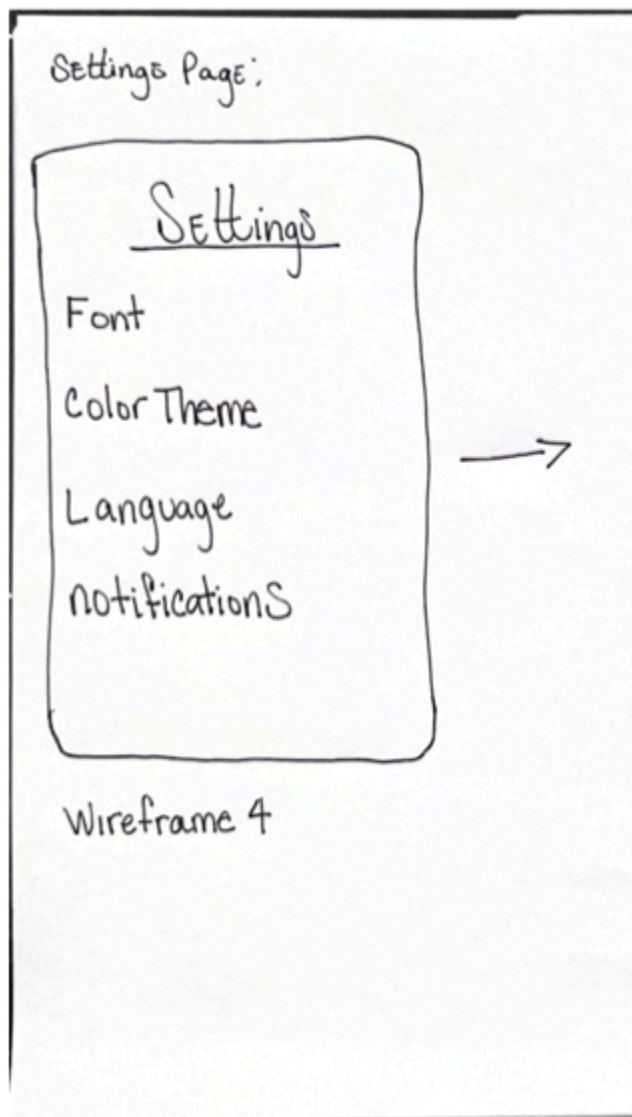 Settings Page:
Settings
Font
Color Theme
Language
notifications
Wireframe 4